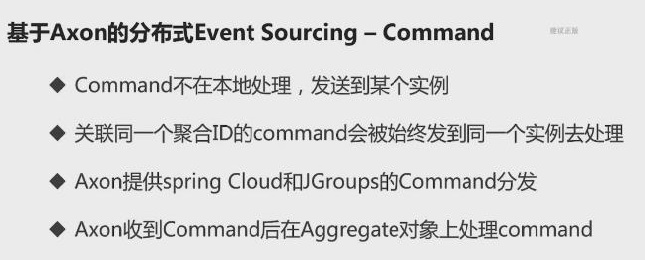 基于Axon的分布式Event Sourcing – Command
◆ Command不在本地处理，发送到某个实例
◆ 关联同一个聚合ID的command会被始终发到同一个实例去处理
◆ Axon提供spring Cloud和JGroups的Command分发
◆ Axon收到Command后在Aggregate对象上处理command